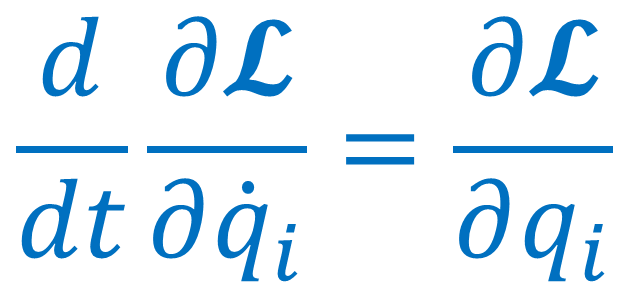 d/dt ∂ℒ/∂q̇ᵢ = ∂ℒ/∂qᵢ